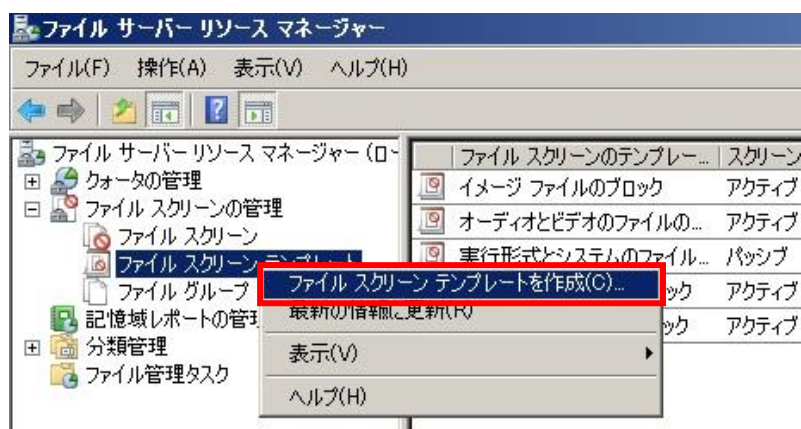 ファイル サーバー リソース マネージャー
ファイル(F) 操作(A) 表示(V) ヘルプ(H)
ファイル サーバー リソース マネージャー (ロ
クォータの管理
ファイル スクリーンの管理
ファイル スクリーン
ファイル スクリーン テンプレート
ファイル グループ
記憶域レポートの管理
分類管理
ファイル管理タスク
ファイル スクリーンのテンプレー... スクリーン
イメージ ファイルのブロック アクティブ
オーディオとビデオのファイルの... アクティブ
実行形式とシステムのファイル... パッシブ
ック アクティブ
ック アクティブ
ファイル スクリーン テンプレートを作成(C)...
最新の情報に更新(R)
表示(V)
ヘルプ(H)